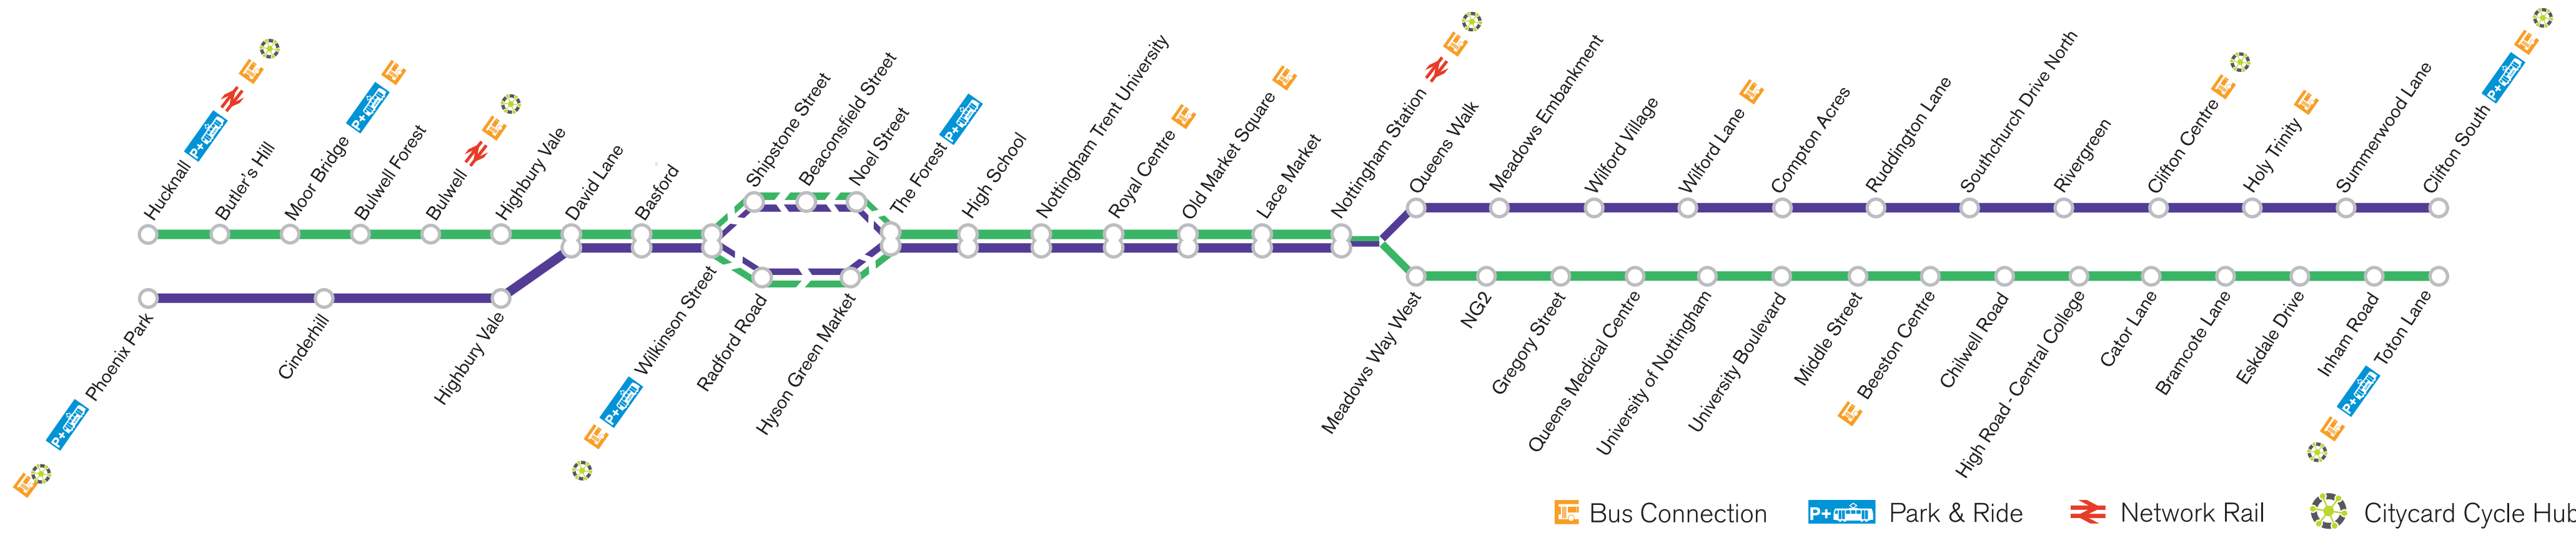 Hucknall
P+
Butler's Hill
Moor Bridge
P+
Bulwell Forest
Bulwell
Highbury Vale
David Lane
Basford
Shipstone Street
Beaconsfield Street
Noel Street
The Forest
P+
High School
Nottingham Trent University
Royal Centre
Old Market Square
Lace Market
Nottingham Station
Queens Walk
Meadows Embankment
Wilford Village
Wilford Lane
Compton Acres
Ruddington Lane
Southchurch Drive North
Rivergreen
Clifton Centre
Holy Trinity
Summerwood Lane
Clifton South
P+
Phoenix Park
P+
Cinderhill
Highbury Vale
Wilkinson Street
P+
Radford Road
Hyson Green Market
Meadows Way West
NG2
Gregory Street
Queens Medical Centre
University of Nottingham
University Boulevard
Middle Street
Beeston Centre
Chilwell Road
High Road - Central College
Cator Lane
Bramcote Lane
Eskdale Drive
Inham Road
Toton Lane
P+
Bus Connection
P+
Park & Ride
Network Rail
Citycard Cycle Hub